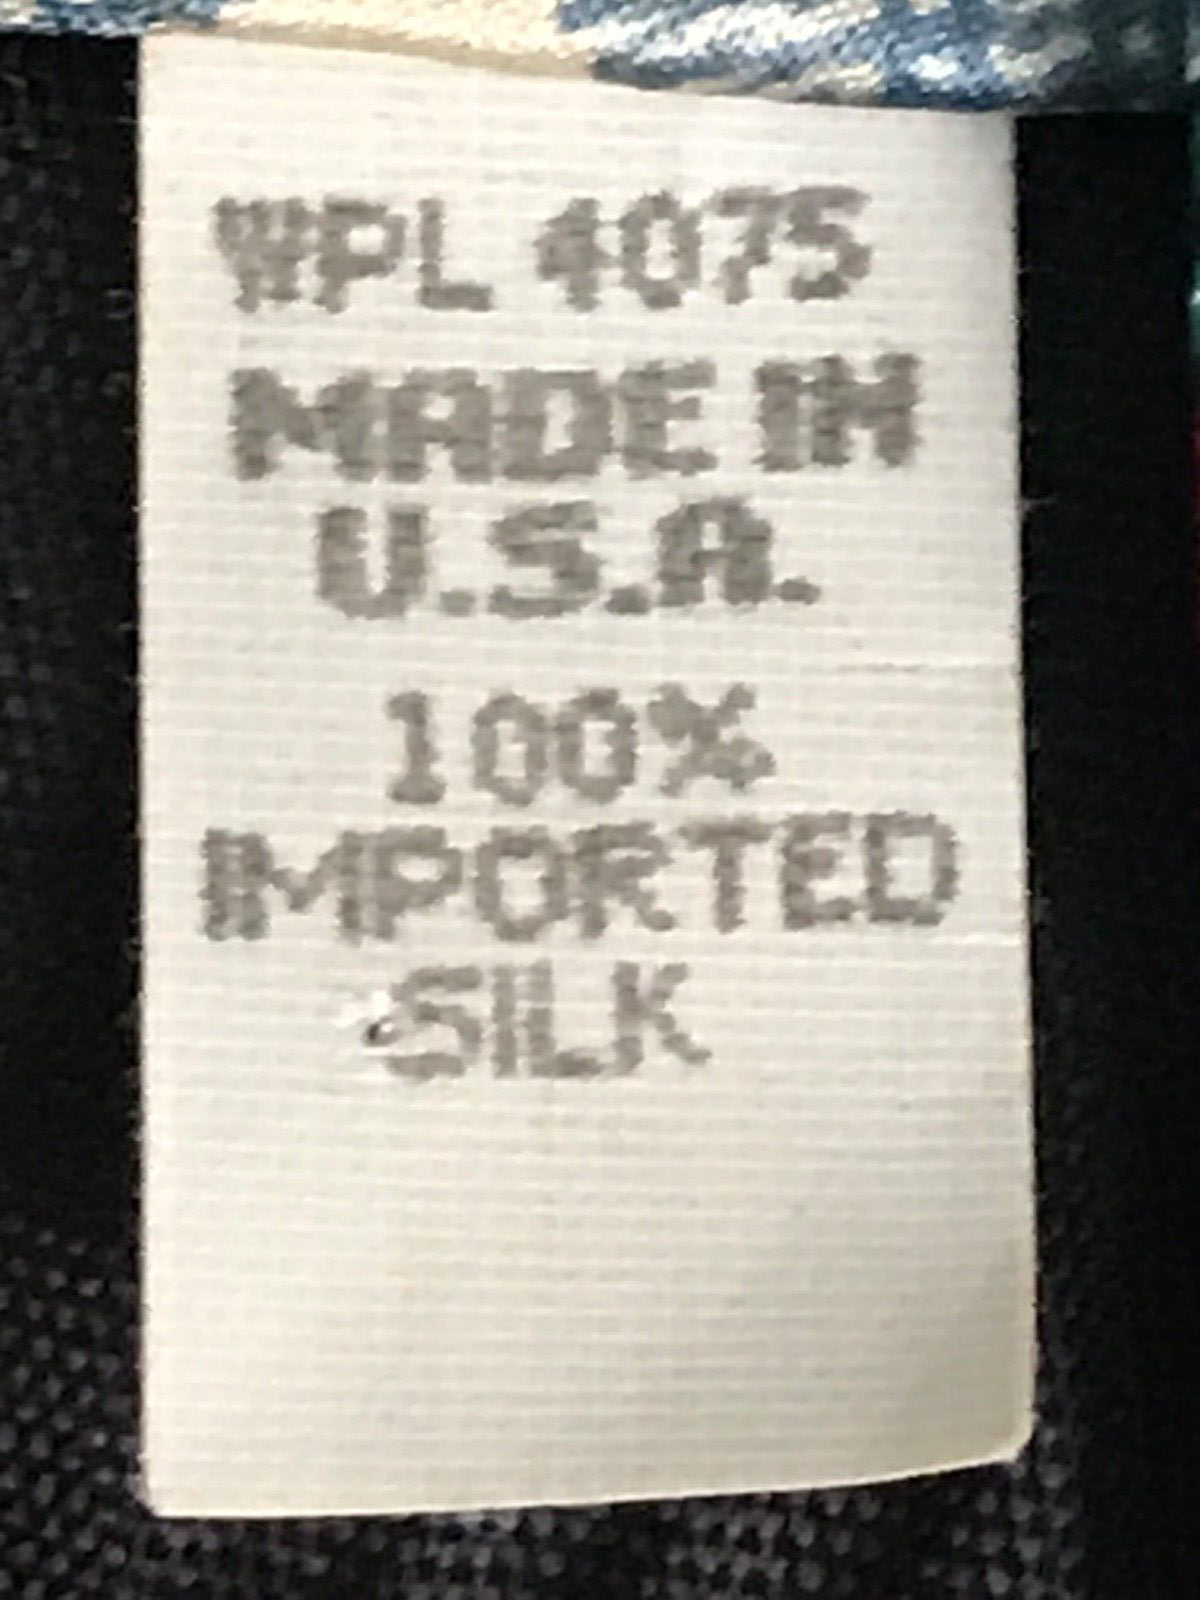 WPL 4075
MADE IN
U.S.A.
100%
IMPORTED
SILK